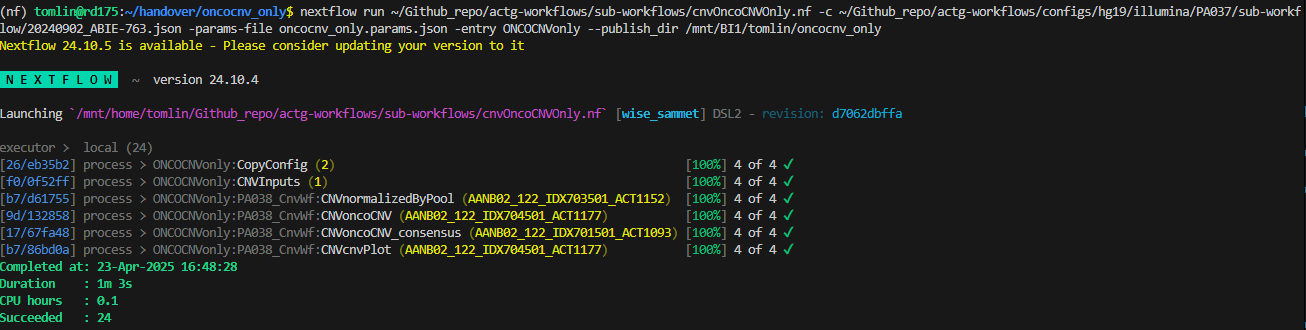 (nf) tomlin@rd175:~/handover/oncocnv_only$ nextflow run ~/Github_repo/actg-workflows/sub-workflows/cnvOncoCNVOnly.nf -c ~/Github_repo/actg-workflows/configs/hg19/illumina/PA037/sub-workf
low/20240902_ABIE-763.json -params-file oncocnv_only.params.json -entry ONCOCNVonly --publish_dir /mnt/BI1/tomlin/oncocnv_only
Nextflow 24.10.5 is available - Please consider updating your version to it
N E X T F L O W ~ version 24.10.4
Launching `/mnt/home/tomlin/Github_repo/actg-workflows/sub-workflows/cnvOncoCNVOnly.nf` [wise_sammet] DSL2 - revision: d7062dbffa
executor > local (24)
[26/eb35b2] process > ONCOCNVonly:CopyConfig (2) [100%] 4 of 4 ✓
[f0/0f52ff] process > ONCOCNVonly:CNVInputs (1) [100%] 4 of 4 ✓
[b7/d61755] process > ONCOCNVonly:PA038_CnvWf:CNVnormalizedByPool (AANB02_122_IDX703501_ACT1152) [100%] 4 of 4 ✓
[9d/132858] process > ONCOCNVonly:PA038_CnvWf:CNVoncoCNV (AANB02_122_IDX704501_ACT1177) [100%] 4 of 4 ✓
[17/67fa48] process > ONCOCNVonly:PA038_CnvWf:CNVoncoCNV_consensus (AANB02_122_IDX701501_ACT1093) [100%] 4 of 4 ✓
[b7/86bd0a] process > ONCOCNVonly:PA038_CnvWf:CNVcnvPlot (AANB02_122_IDX704501_ACT1177) [100%] 4 of 4 ✓
Completed at: 23-Apr-2025 16:48:28
Duration : 1m 3s
CPU hours : 0.1
Succeeded : 24